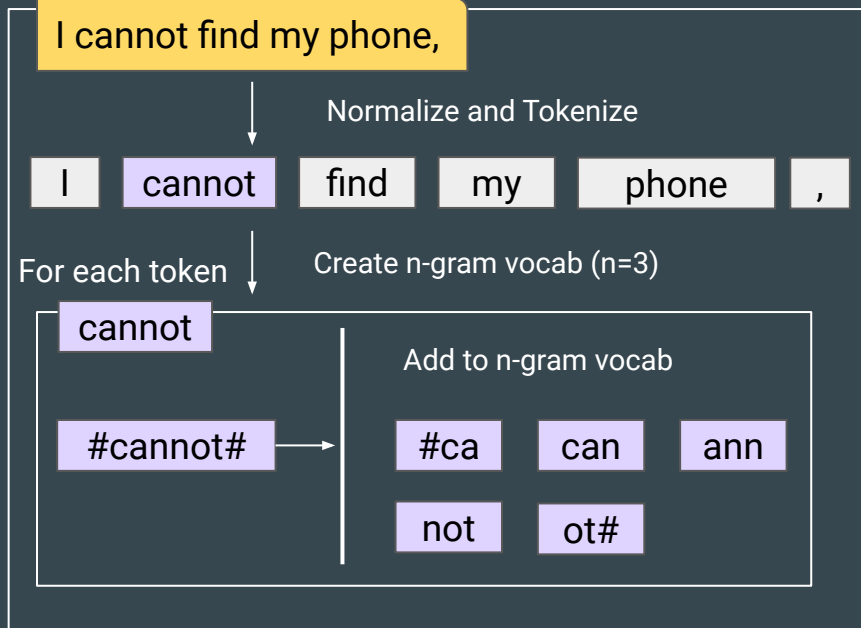 I cannot find my phone,
Normalize and Tokenize
I cannot find my phone ,
For each token
Create n-gram vocab (n=3)
cannot
Add to n-gram vocab
#cannot#
#ca can ann
not ot#